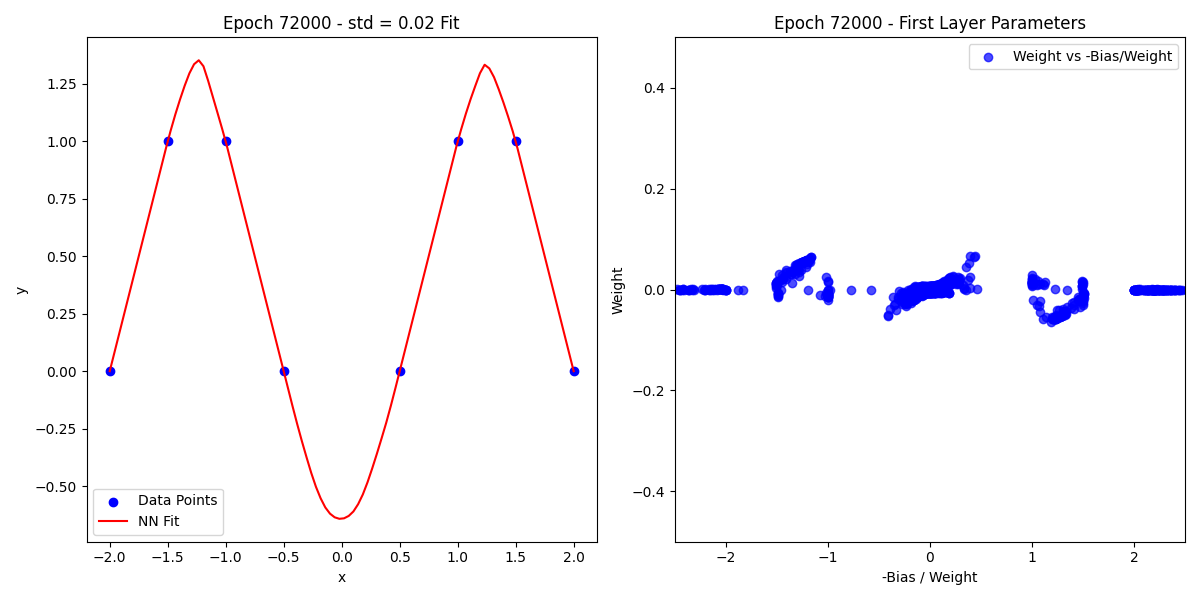 Epoch 72000 - std = 0.02 Fit
1.25
1.00
0.75
0.50
0.25
0.00
−0.25
−0.50
y
Data Points
NN Fit
−2.0 −1.5 −1.0 −0.5 0.0 0.5 1.0 1.5 2.0
x
Epoch 72000 - First Layer Parameters
Weight vs -Bias/Weight
0.4
0.2
0.0
−0.2
−0.4
Weight
−2 −1 0 1 2
-Bias / Weight